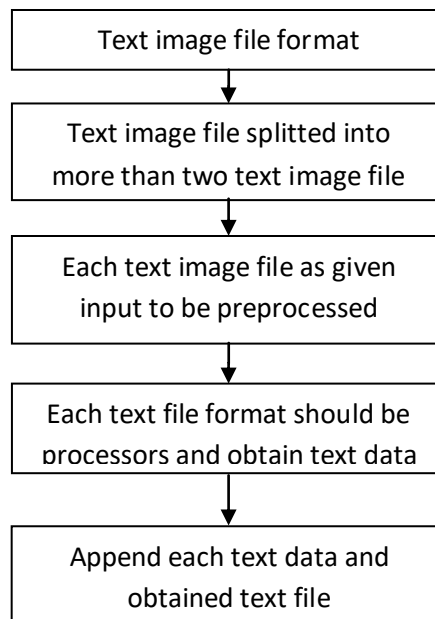 Text image file format
Text image file splitted into
more than two text image file
Each text image file as given
input to be preprocessed
Each text file format should be
processors and obtain text data
Append each text data and
obtained text file